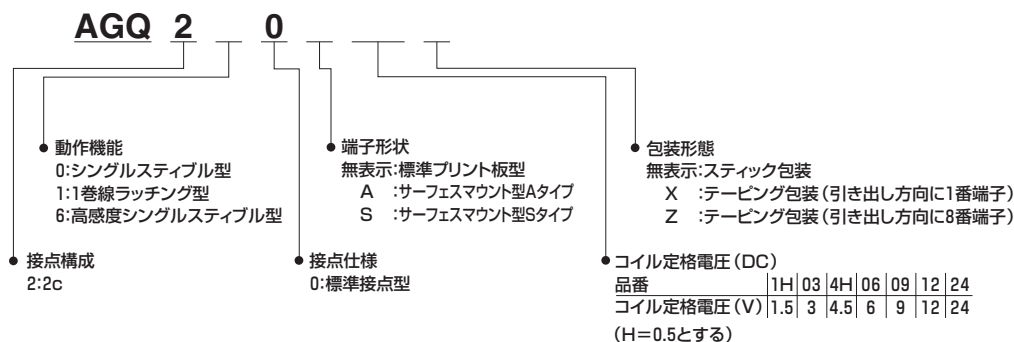 AGQ 2 0
動作機能
0:シングルスティブル型
1:1巻線ラッチング型
6:高感度シングルスティブル型
接点構成
2:2c
端子形状
無表示:標準プリント板型
A :サーフェスマウント型Aタイプ
S :サーフェスマウント型Sタイプ
接点仕様
0:標準接点型
包装形態
無表示:スティック包装
X :テーピング包装(引き出し方向に1番端子)
Z :テーピング包装(引き出し方向に8番端子)
コイル定格電圧(DC)
品番 1H 03 4H 06 09 12 24
コイル定格電圧(V) 1.5 3 4.5 6 9 12 24
(H=0.5とする)